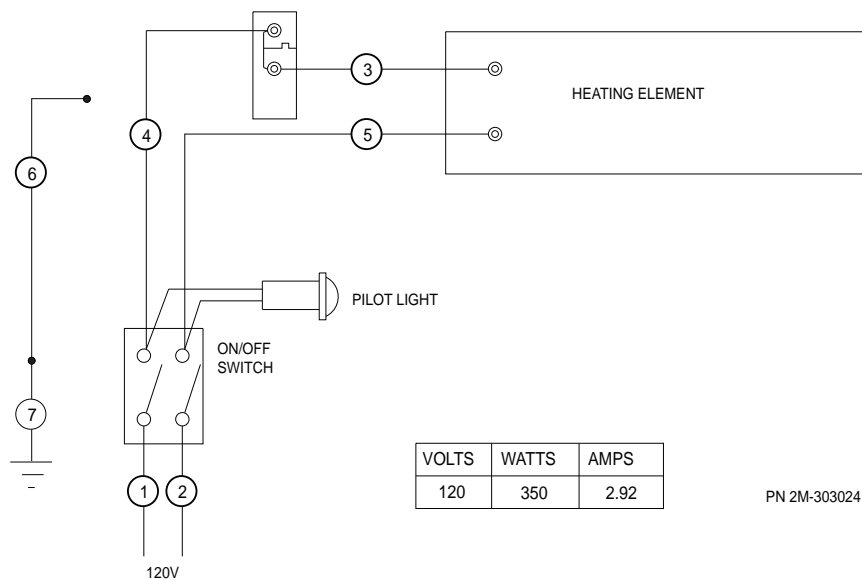 3
HEATING ELEMENT
4
5
6
PILOT LIGHT
ON/OFF
SWITCH
7
VOLTS WATTS AMPS
120 350 2.92
1
2
PN 2M-303024
120V